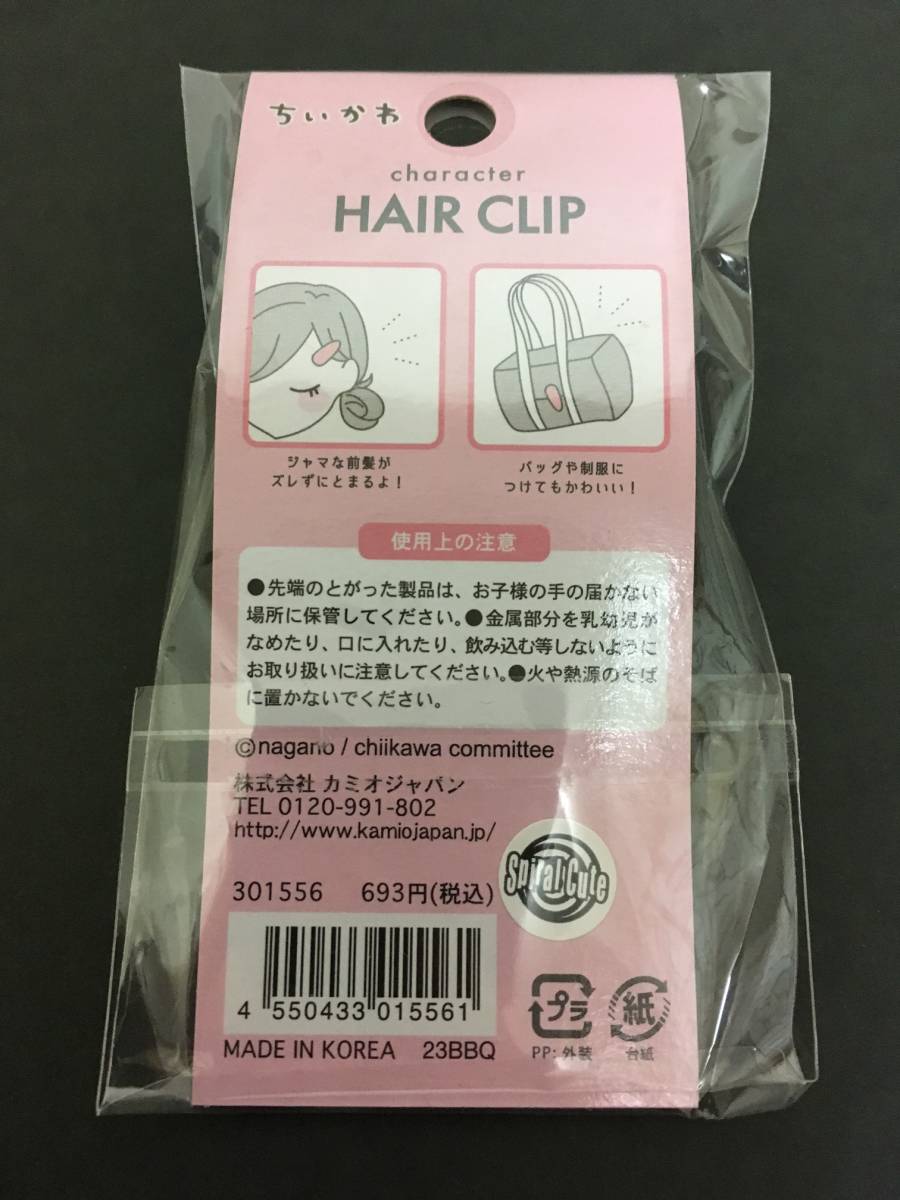 ちいかわ
character
HAIR CLIP
ジャマな前髪が
ズレずにとまるよ！
バッグや制服に
つけてもかわいい！
使用上の注意
●先端のとがった製品は、お子様の手の届かない
場所に保管してください。●金属部分を乳幼児が
なめたり、口に入れたり、飲み込む等しないように
お取り扱いに注意してください。●火や熱源のそば
に置かないでください。
©nagano / chiikawa committee
株式会社 カミオジャパン
TEL 0120-991-802
http://www.kamiojapan.jp/
Spiral Cute
301556 693円(税込)
4 550433 015561
MADE IN KOREA 23BBQ
プラ
PP: 外装
紙
台紙